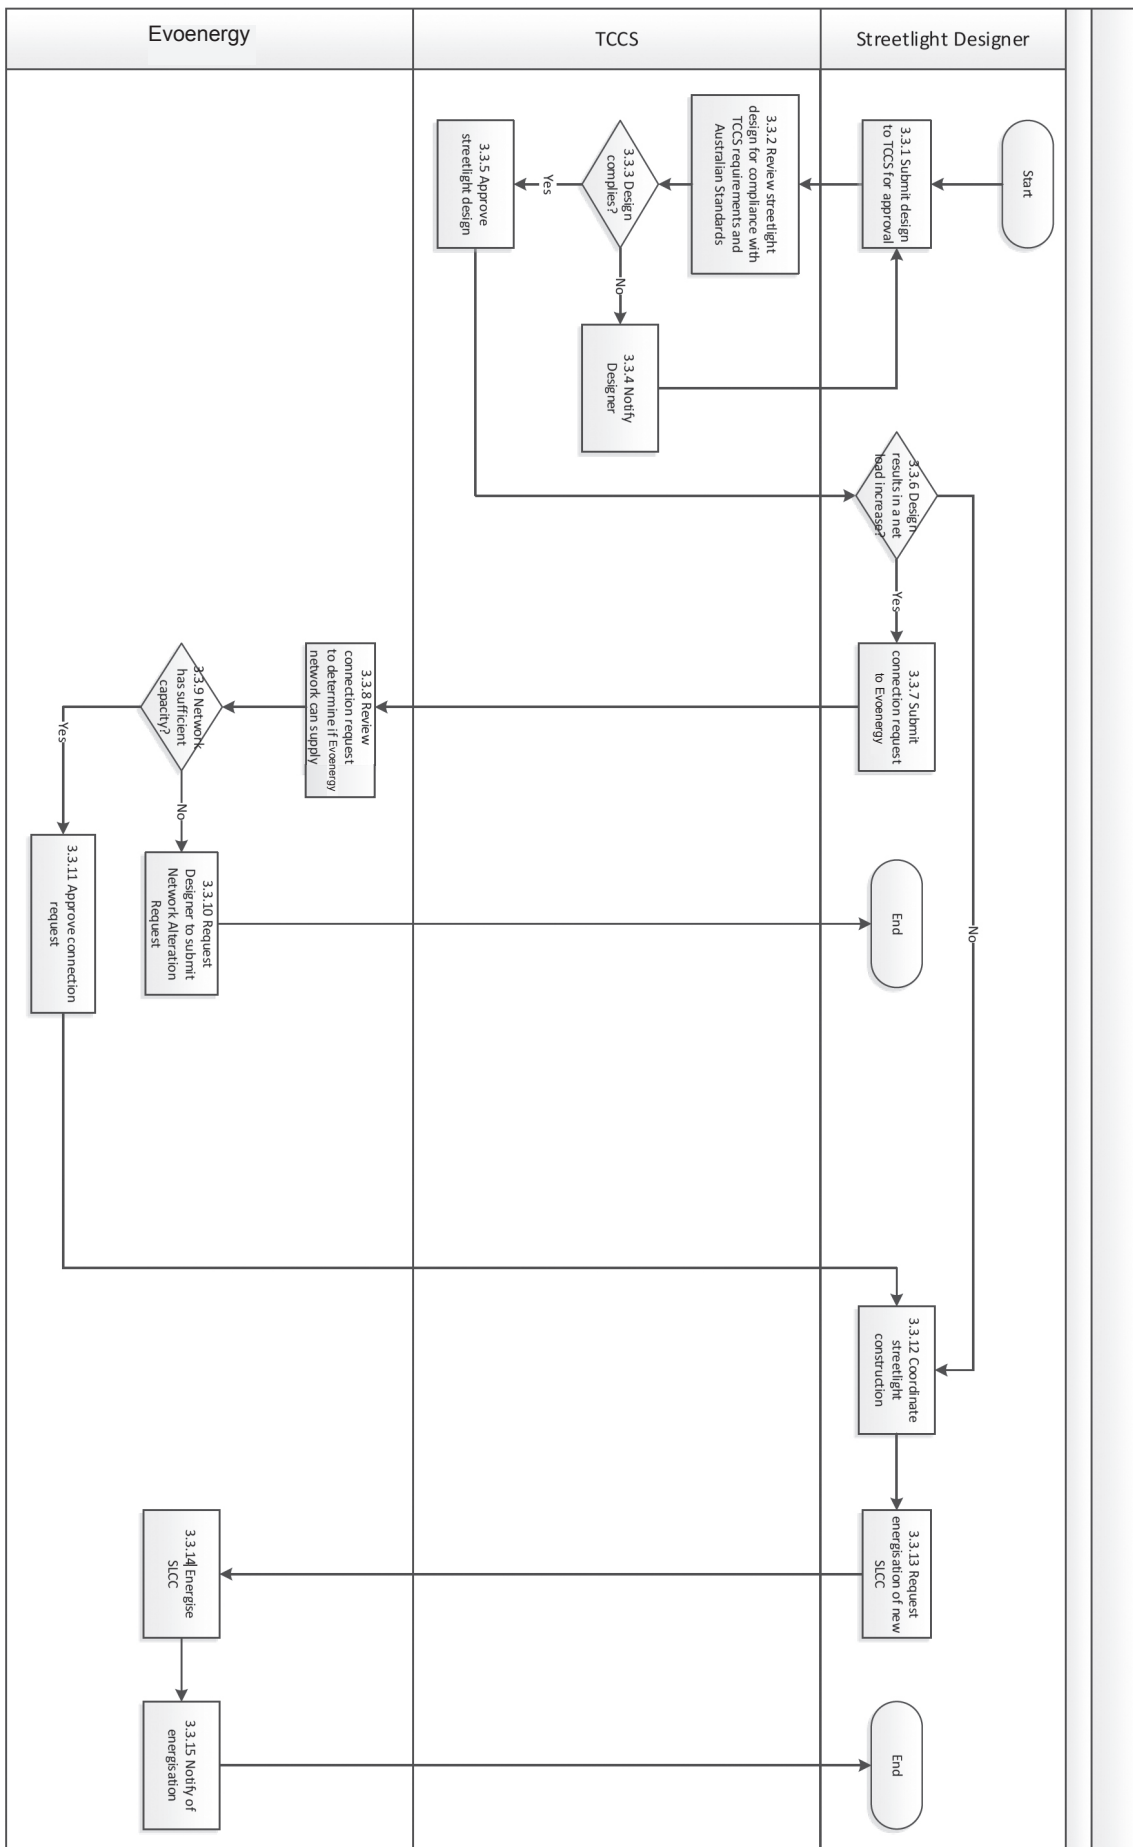 Evoenergy
TCCS
Streetlight Designer
Start
3.3.1 Submit design
to TCCS for approval
3.3.2 Review streetlight
design for compliance with
TCCS requirements and
Australian Standards
3.3.3 Design
complies?
Yes
No
3.3.4 Notify
Designer
3.3.5 Approve
streetlight design
3.3.6 Design
results in a net
load increase?
Yes
No
3.3.7 Submit
connection request
to Evoenergy
3.3.8 Review
connection request
to determine if Evoenergy
network can supply
3.3.9 Network
has sufficient
capacity?
Yes
No
3.3.10 Request
Designer to submit
Network Alteration
Request
End
3.3.11 Approve connection
request
3.3.12 Coordinate
streetlight
construction
3.3.13 Request
energisation of new
SLCC
3.3.14 Energise
SLCC
3.3.15 Notify of
energisation
End